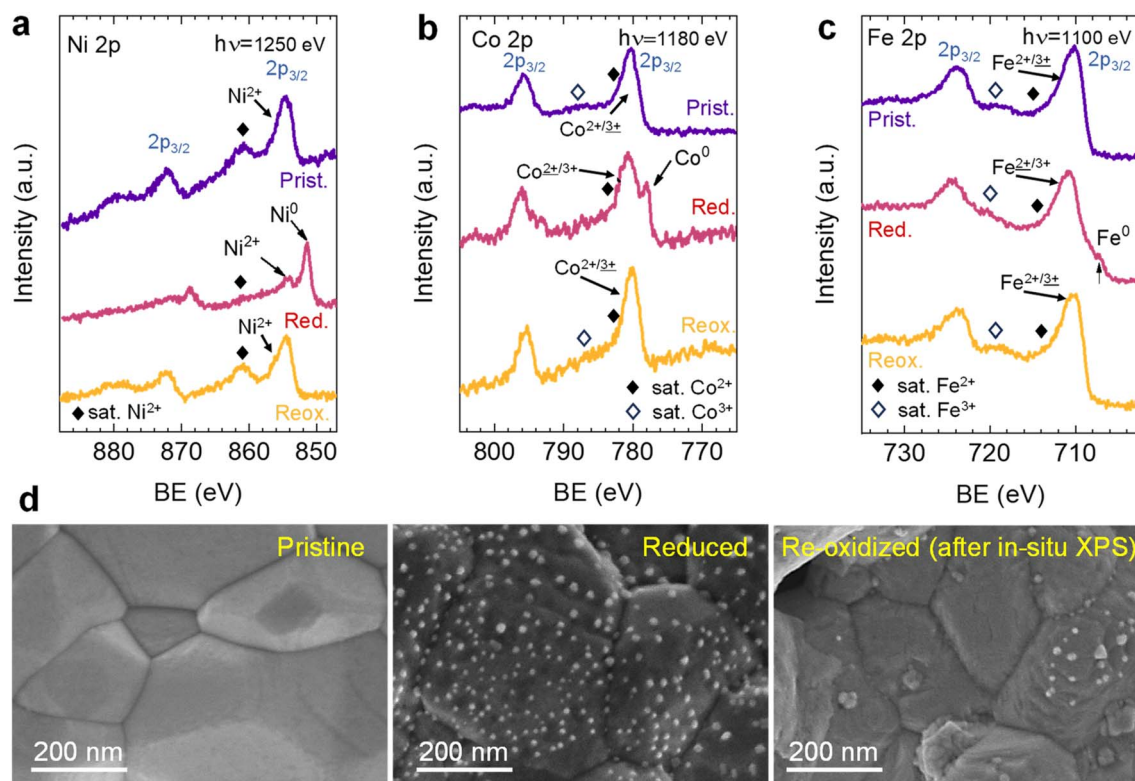 a
Ni 2p
hν=1250 eV
2p3/2
Ni2+
◆
2p3/2
Prist.
Ni0
Ni2+
◆
Red.
Ni2+
◆
◆ sat. Ni2+
Reox.
880 870 860 850
BE (eV)
Intensity (a.u.)
b
Co 2p
hν=1180 eV
2p3/2
◆
2p3/2
◇
Prist.
Co2+/3+
Co2+/3+
Co0
◆
Red.
Co2+/3+
◆
◇
Reox.
◆ sat. Co2+
◇ sat. Co3+
800 780 770
BE (eV)
Intensity (a.u.)
c
Fe 2p
hν=1100 eV
2p3/2
Fe2+/3+
2p3/2
◇
◆
Prist.
Fe2+/3+
◇
◆
Red.
Fe0
Fe2+/3+
◇
◆
Reox.
◆ sat. Fe2+
◇ sat. Fe3+
730 720 710
BE (eV)
Intensity (a.u.)
d
Pristine
200 nm
Reduced
200 nm
Re-oxidized (after in-situ XPS)
200 nm